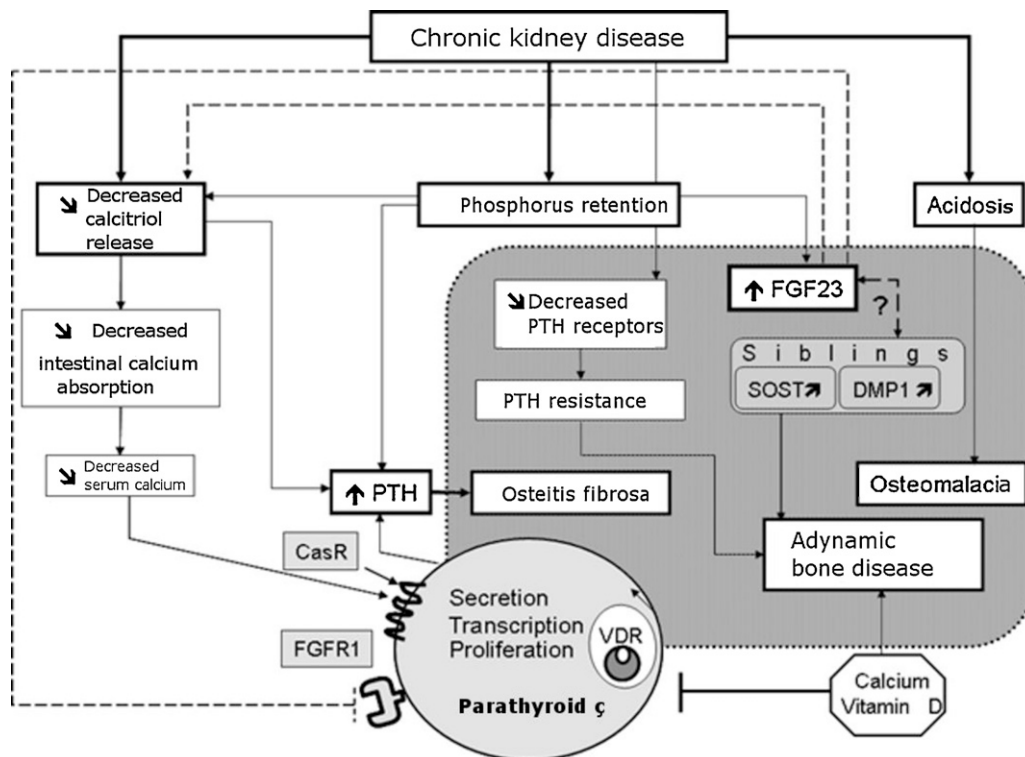 Chronic kidney disease
↘ Decreased
calcitriol
release
Phosphorus retention
Acidosis
↑ FGF23
?
↘ Decreased
PTH receptors
↘ Decreased
intestinal calcium
absorption
Siblings
SOST↗
DMP1↗
PTH resistance
↘ Decreased
serum calcium
↑ PTH
Osteitis fibrosa
Osteomalacia
Adynamic
bone disease
CasR
FGFR1
Secretion
Transcription
Proliferation
VDR
Parathyroid ç
Calcium
Vitamin D